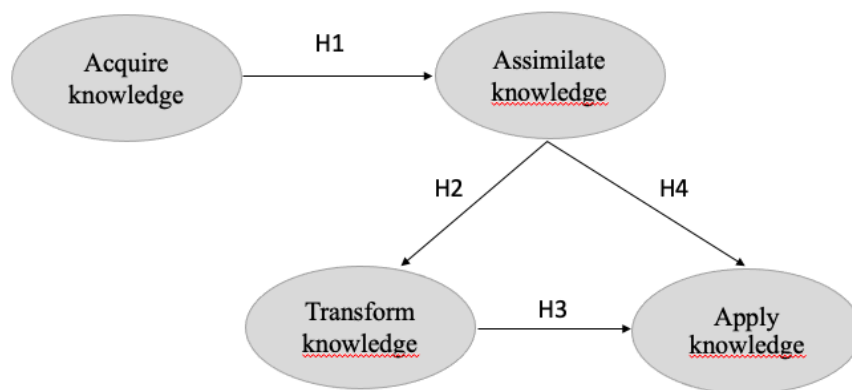 H1
Acquire
knowledge
Assimilate
knowledge
H2
H4
Transform
knowledge
H3
Apply
knowledge